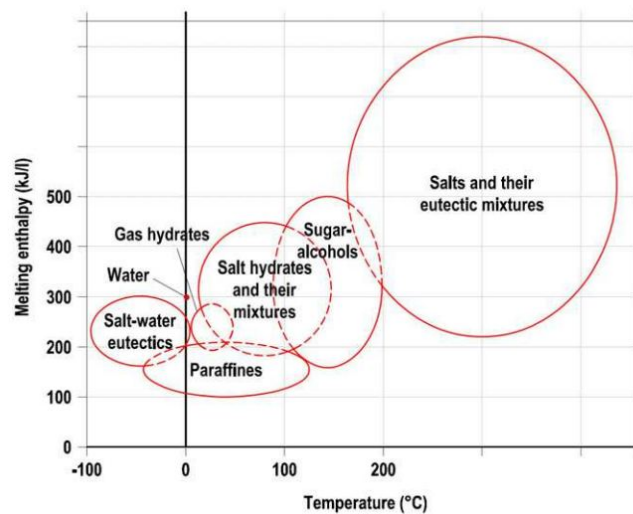 Melting enthalpy (kJ/l)
500
400
300
200
100
0
-100
0
100
200
Temperature (°C)
Salts and their
eutectic mixtures
Sugar-
alcohols
Gas hydrates
Salt hydrates
and their
mixtures
Water
Salt-water
eutectics
Paraffines